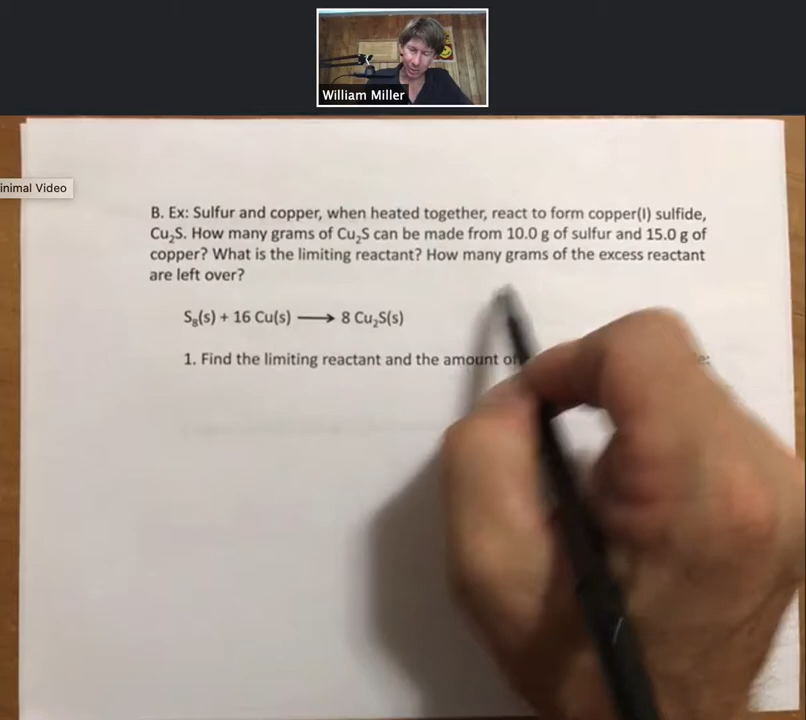 William Miller
inimal Video
B. Ex: Sulfur and copper, when heated together, react to form copper(I) sulfide,
Cu₂S. How many grams of Cu₂S can be made from 10.0 g of sulfur and 15.0 g of
copper? What is the limiting reactant? How many grams of the excess reactant
are left over?
S₈(s) + 16 Cu(s) ⟶ 8 Cu₂S(s)
1. Find the limiting reactant and the amount